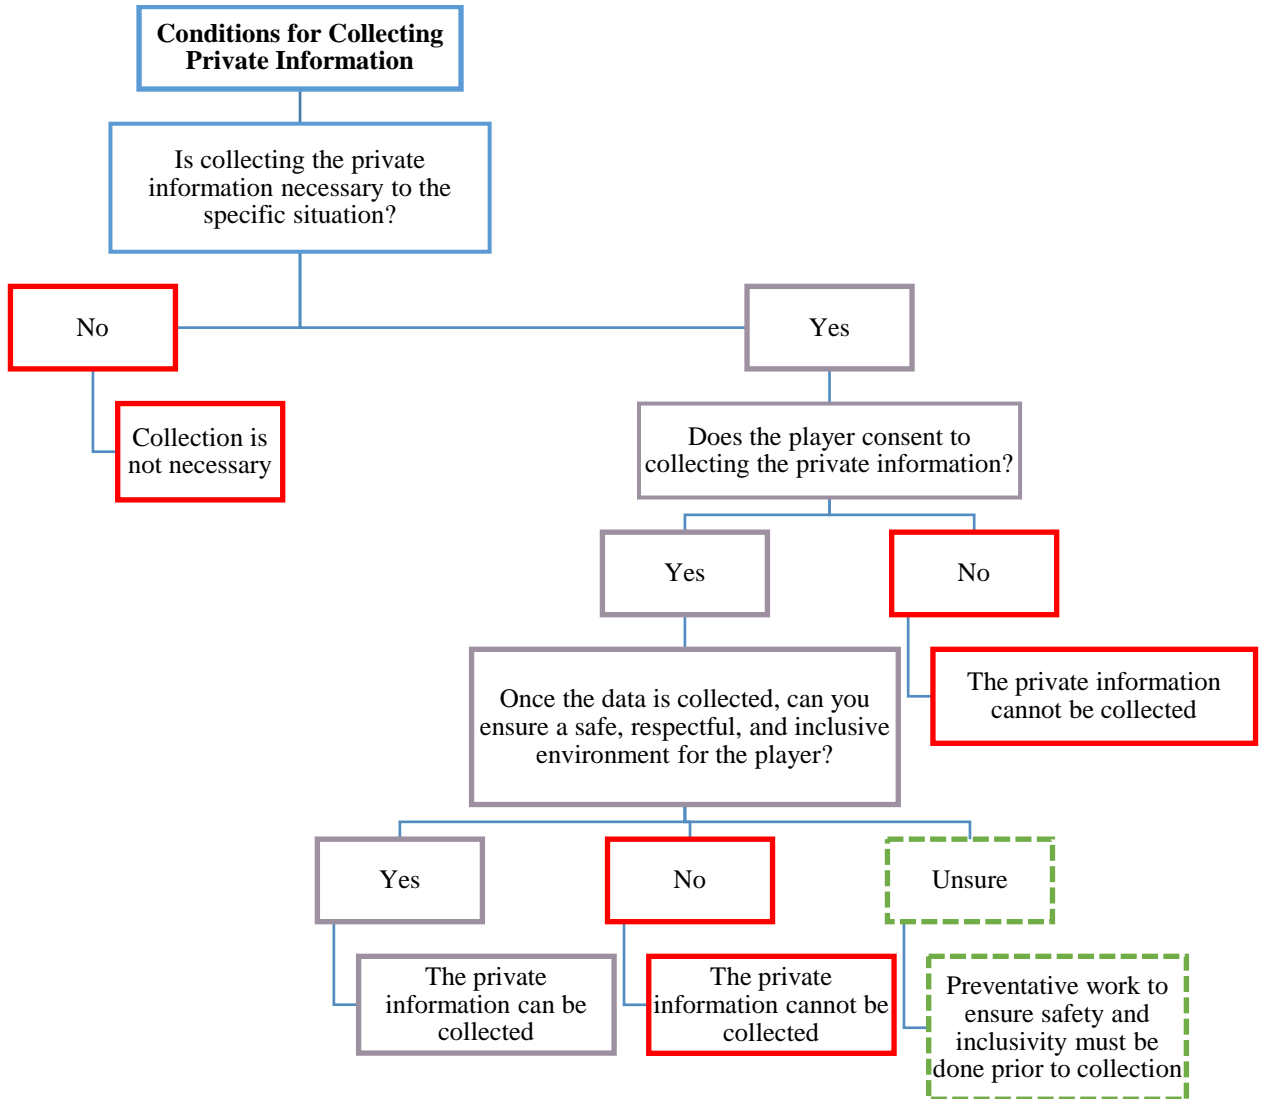 Conditions for Collecting
Private Information
Is collecting the private
information necessary to the
specific situation?
No
Yes
Collection is
not necessary
Does the player consent to
collecting the private information?
Yes
No
Once the data is collected, can you
ensure a safe, respectful, and inclusive
environment for the player?
The private information
cannot be collected
Yes
No
Unsure
The private
information can be
collected
The private
information cannot be
collected
Preventative work to
ensure safety and
inclusivity must be
done prior to collection